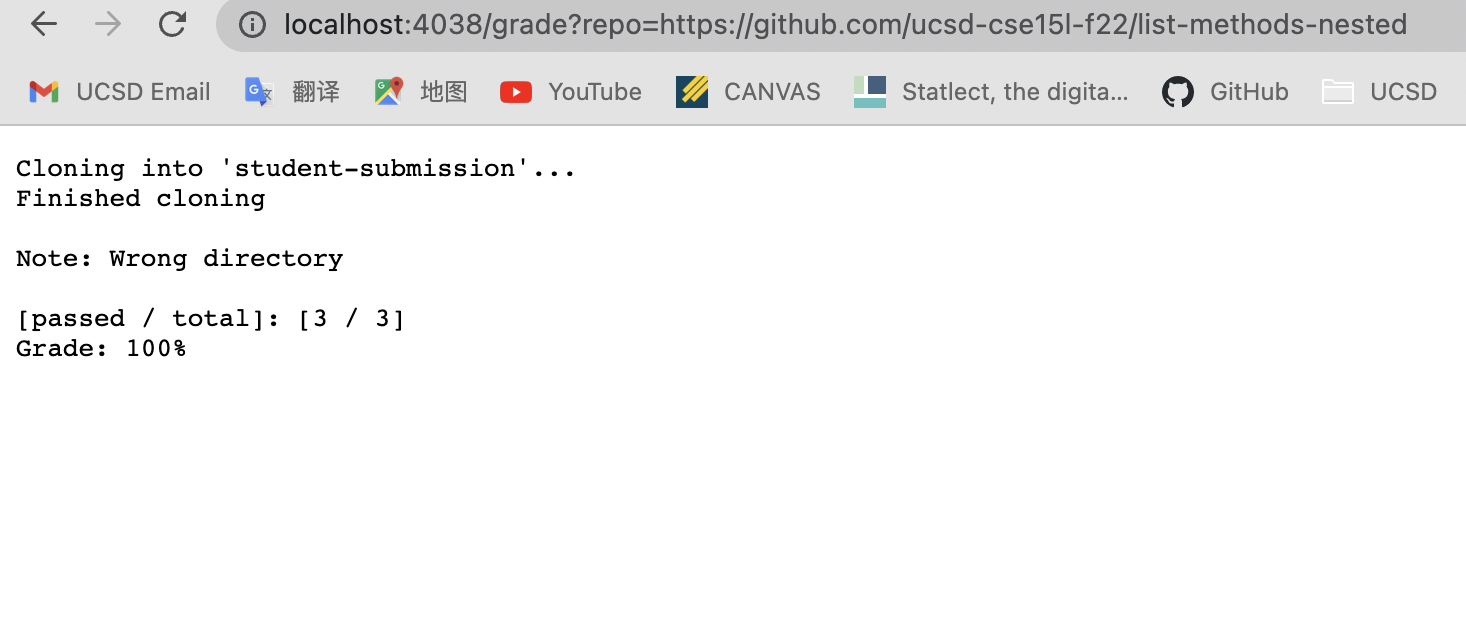 localhost:4038/grade?repo=https://github.com/ucsd-cse15l-f22/list-methods-nested
UCSD Email 翻译 地图 YouTube CANVAS Statlect, the digita... GitHub UCSD
Cloning into 'student-submission'...
Finished cloning
Note: Wrong directory
[passed / total]: [3 / 3]
Grade: 100%